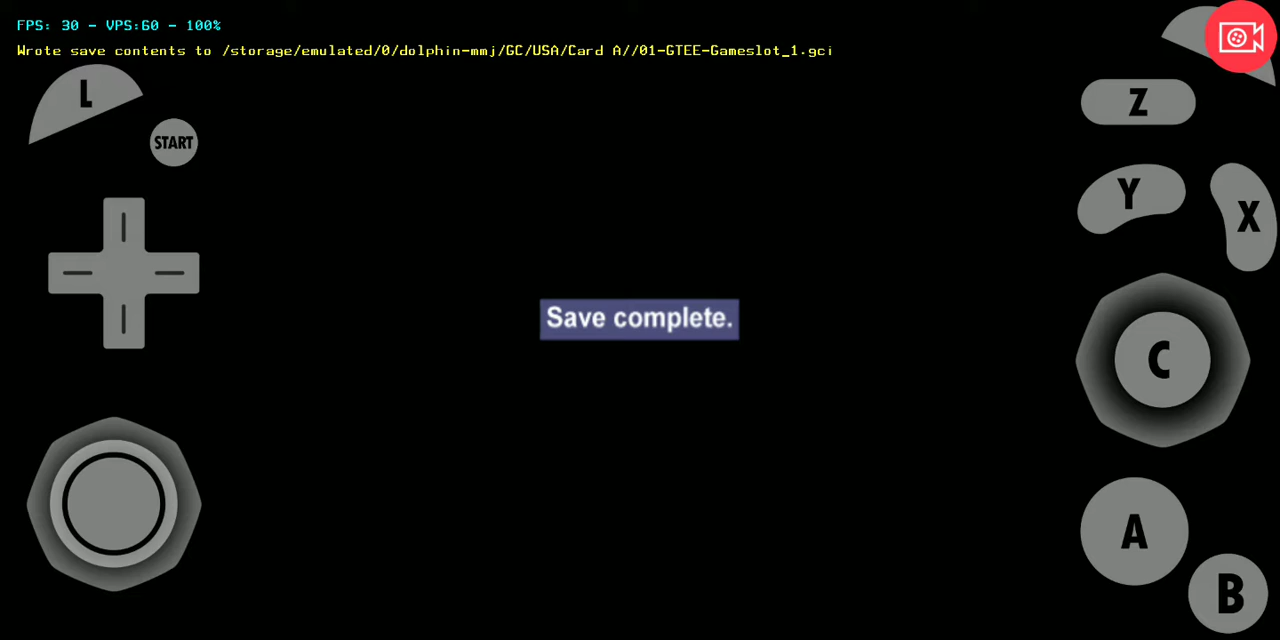 FPS: 30 - VPS:60 - 100%
Wrote save contents to /storage/emulated/0/dolphin-mmj/GC/USA/Card A//01-GTEE-Gameslot_1.gci
L
Z
START
Y
X
Save complete.
C
A
B